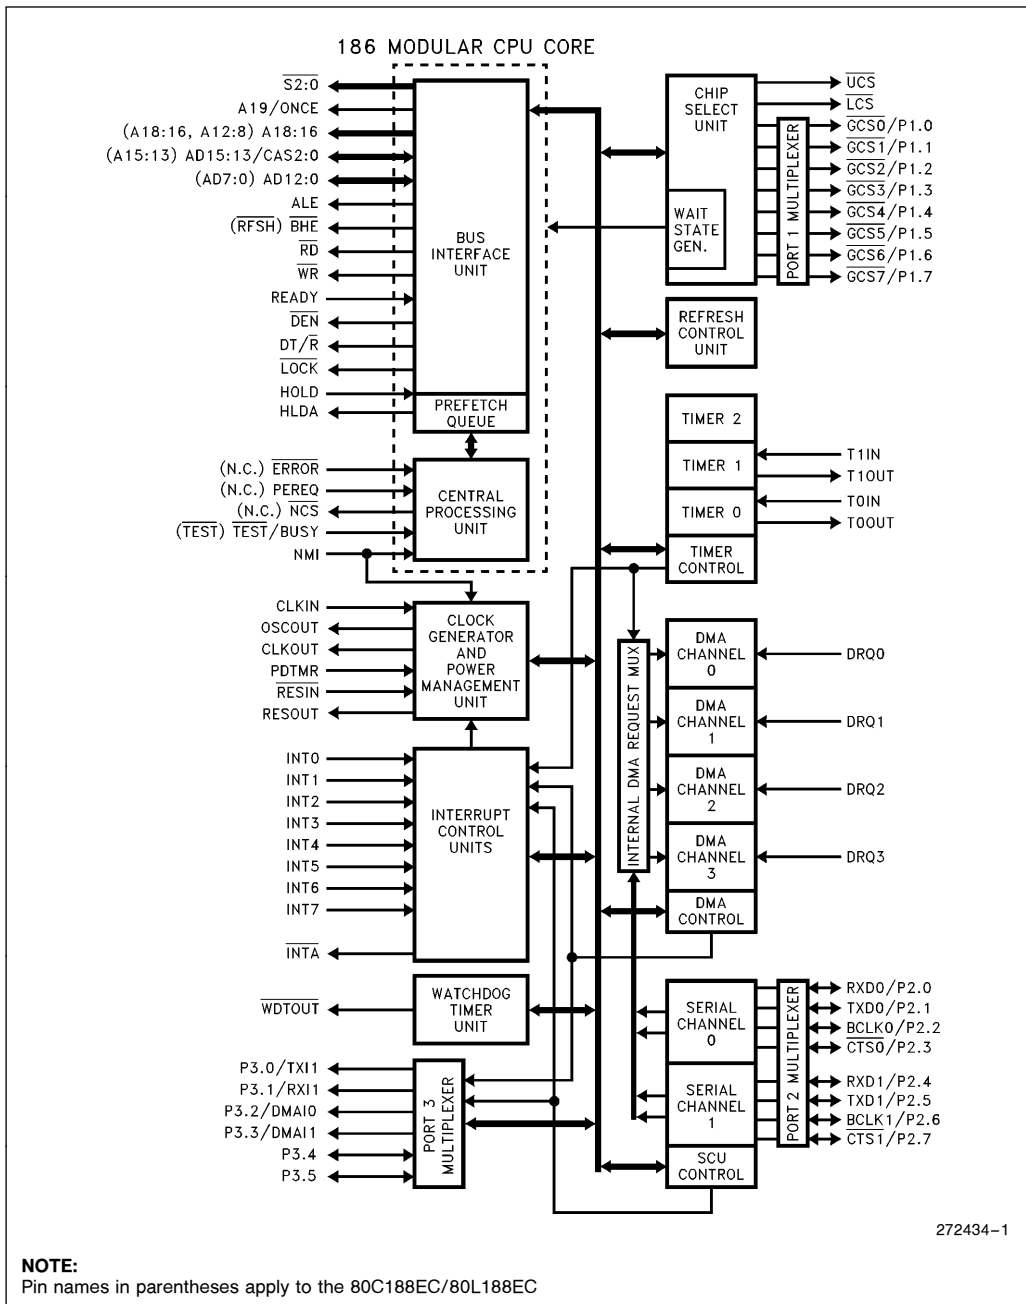 186 MODULAR CPU CORE
S2:0
A19/ONCE
(A18:16, A12:8) A18:16
(A15:13) AD15:13/CAS2:0
(AD7:0) AD12:0
ALE
(RFSH) BHE
RD
WR
READY
DEN
DT/R
LOCK
HOLD
HLDA
BUS
INTERFACE
UNIT
PREFETCH
QUEUE
(N.C.) ERROR
(N.C.) PEREQ
(N.C.) NCS
(TEST) TEST/BUSY
NMI
CENTRAL
PROCESSING
UNIT
CLKIN
OSCOUT
CLKOUT
PDTMR
RESIN
RESOUT
CLOCK
GENERATOR
AND
POWER
MANAGEMENT
UNIT
INT0
INT1
INT2
INT3
INT4
INT5
INT6
INT7
INTA
INTERRUPT
CONTROL
UNITS
WDTOUT
WATCHDOG
TIMER
UNIT
P3.0/TXI1
P3.1/RXI1
P3.2/DMAI0
P3.3/DMAI1
P3.4
P3.5
PORT 3
MULTIPLEXER
CHIP
SELECT
UNIT
WAIT
STATE
GEN.
PORT 1 MULTIPLEXER
UCS
LCS
GCS0/P1.0
GCS1/P1.1
GCS2/P1.2
GCS3/P1.3
GCS4/P1.4
GCS5/P1.5
GCS6/P1.6
GCS7/P1.7
REFRESH
CONTROL
UNIT
TIMER 2
TIMER 1
TIMER 0
TIMER
CONTROL
T1IN
T1OUT
T0IN
T0OUT
INTERNAL DMA REQUEST MUX
DMA
CHANNEL
0
DMA
CHANNEL
1
DMA
CHANNEL
2
DMA
CHANNEL
3
DMA
CONTROL
DRQ0
DRQ1
DRQ2
DRQ3
SERIAL
CHANNEL
0
SERIAL
CHANNEL
1
SCU
CONTROL
PORT 2 MULTIPLEXER
RXD0/P2.0
TXD0/P2.1
BCLK0/P2.2
CTS0/P2.3
RXD1/P2.4
TXD1/P2.5
BCLK1/P2.6
CTS1/P2.7
272434–1
NOTE:
Pin names in parentheses apply to the 80C188EC/80L188EC